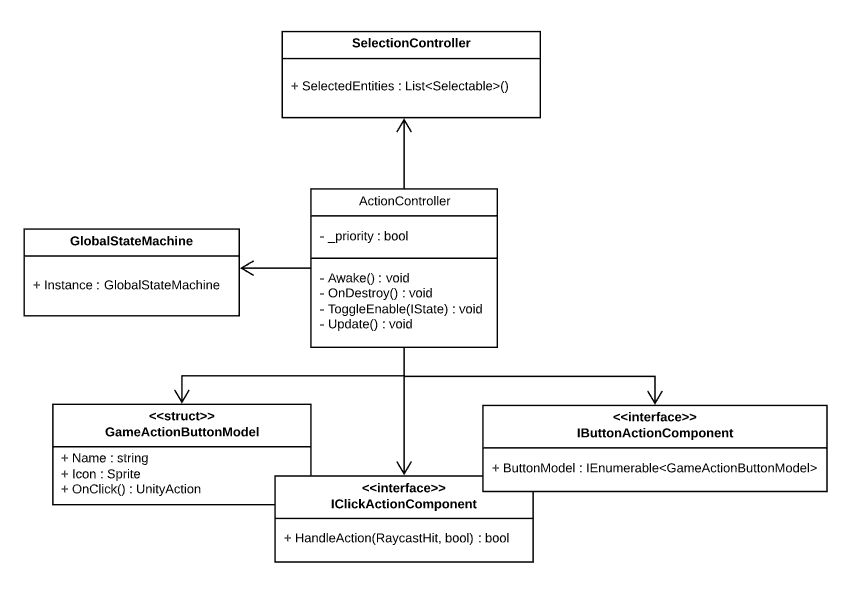 SelectionController
+ SelectedEntities : List<Selectable>()
ActionController
- _priority : bool
- Awake() : void
- OnDestroy() : void
- ToggleEnable(IState) : void
- Update() : void
GlobalStateMachine
+ Instance : GlobalStateMachine
<<struct>>
GameActionButtonModel
+ Name : string
+ Icon : Sprite
+ OnClick() : UnityAction
<<interface>>
IClickActionComponent
+ HandleAction(RaycastHit, bool) : bool
<<interface>>
IButtonActionComponent
+ ButtonModel : IEnumerable<GameActionButtonModel>